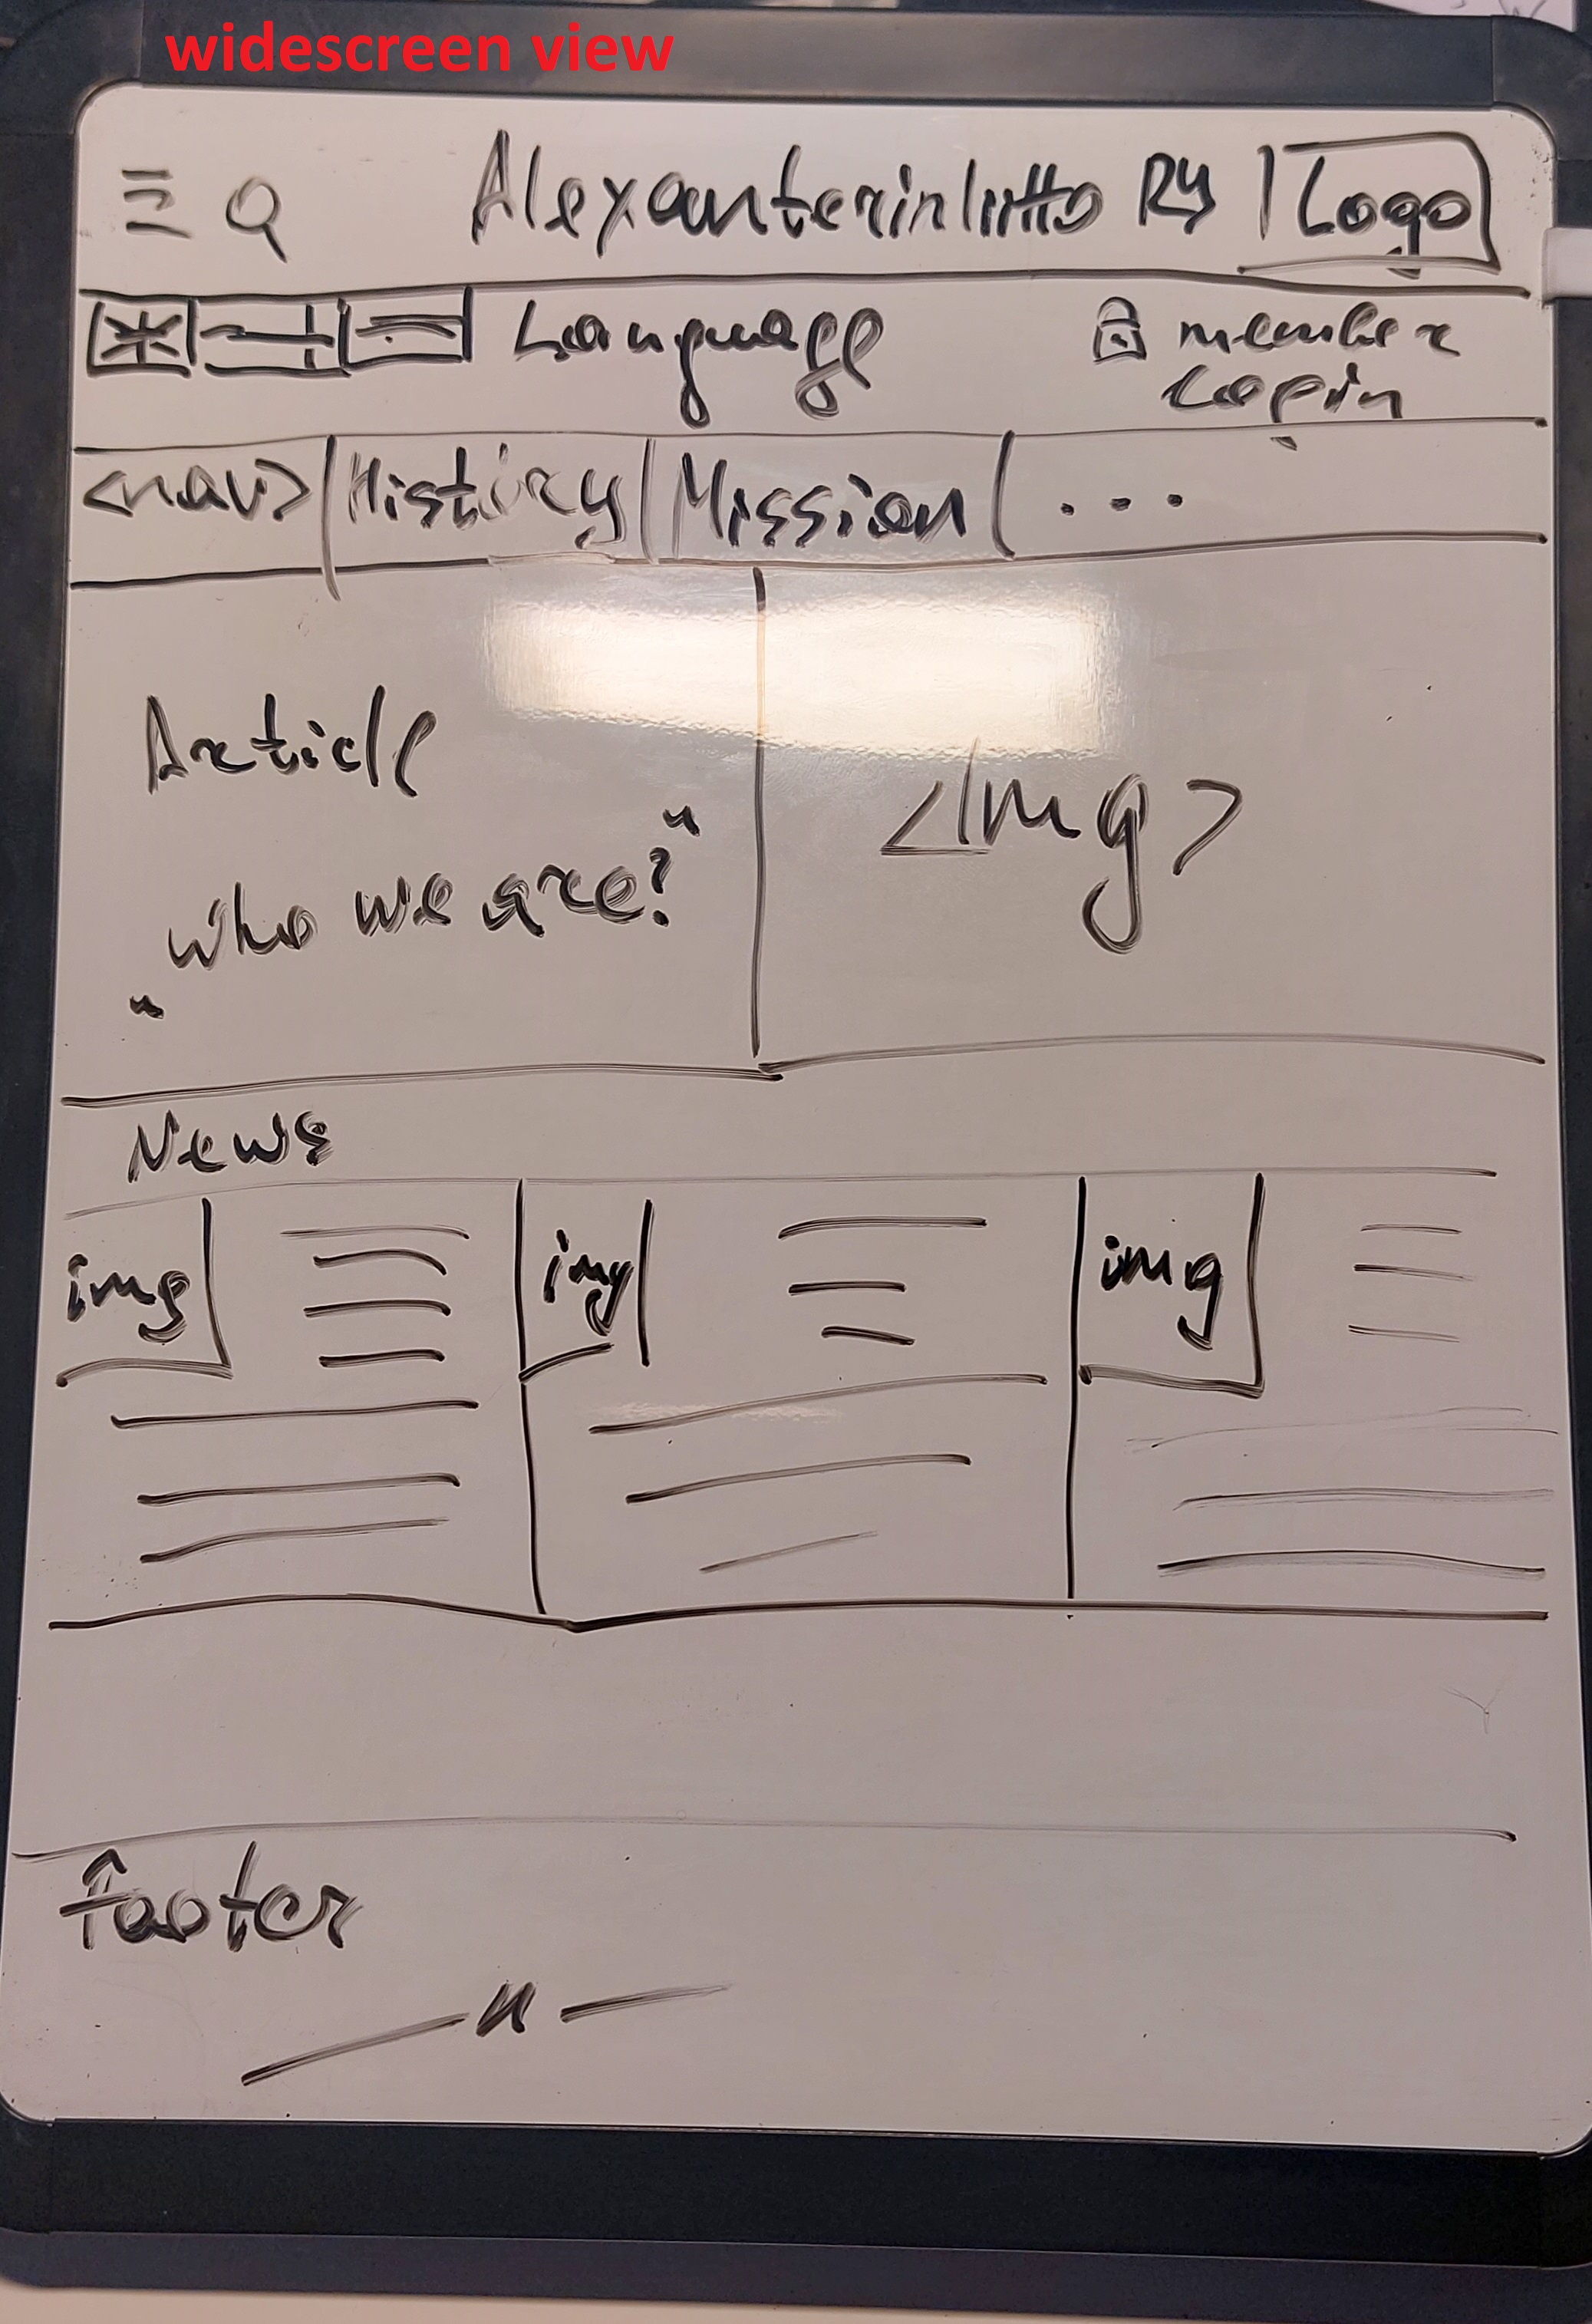 widescreen view
Alexanterinliitto Ry | Logo
Language
member
Login
<nav> | History | Mission | ...
Article
"Who we are?"
<Img>
News
img
img
img
Footer